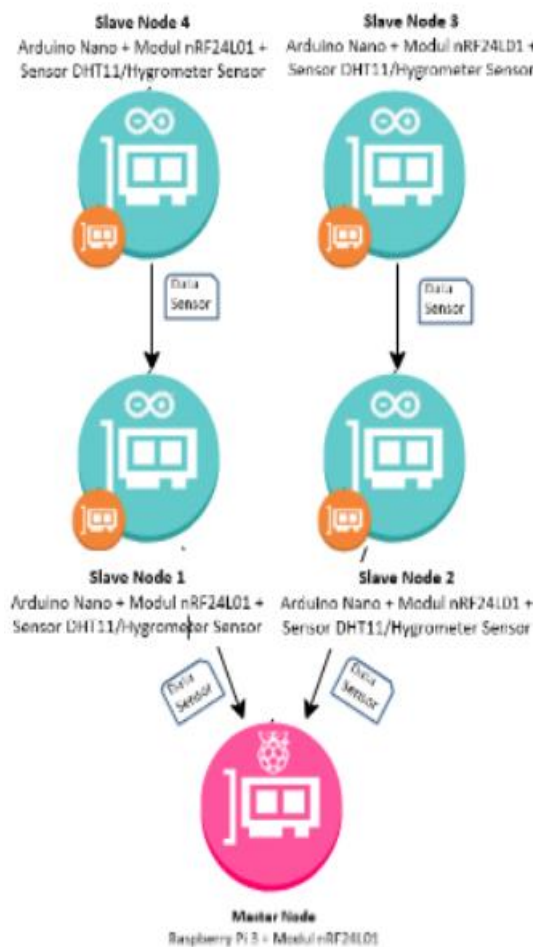 Slave Node 4
Arduino Nano + Modul nRF24L01 +
Sensor DHT11/Hygrometer Sensor
Slave Node 3
Arduino Nano + Modul nRF24L01 +
Sensor DHT11/Hygrometer Sensor
Data
Sensor
Data
Sensor
Slave Node 1
Arduino Nano + Modul nRF24L01 +
Sensor DHT11/Hygrometer Sensor
Slave Node 2
Arduino Nano + Modul nRF24L01 +
Sensor DHT11/Hygrometer Sensor
Data
Sensor
Data
Sensor
Master Node
Raspberry Pi 3 + Modul nRF24L01